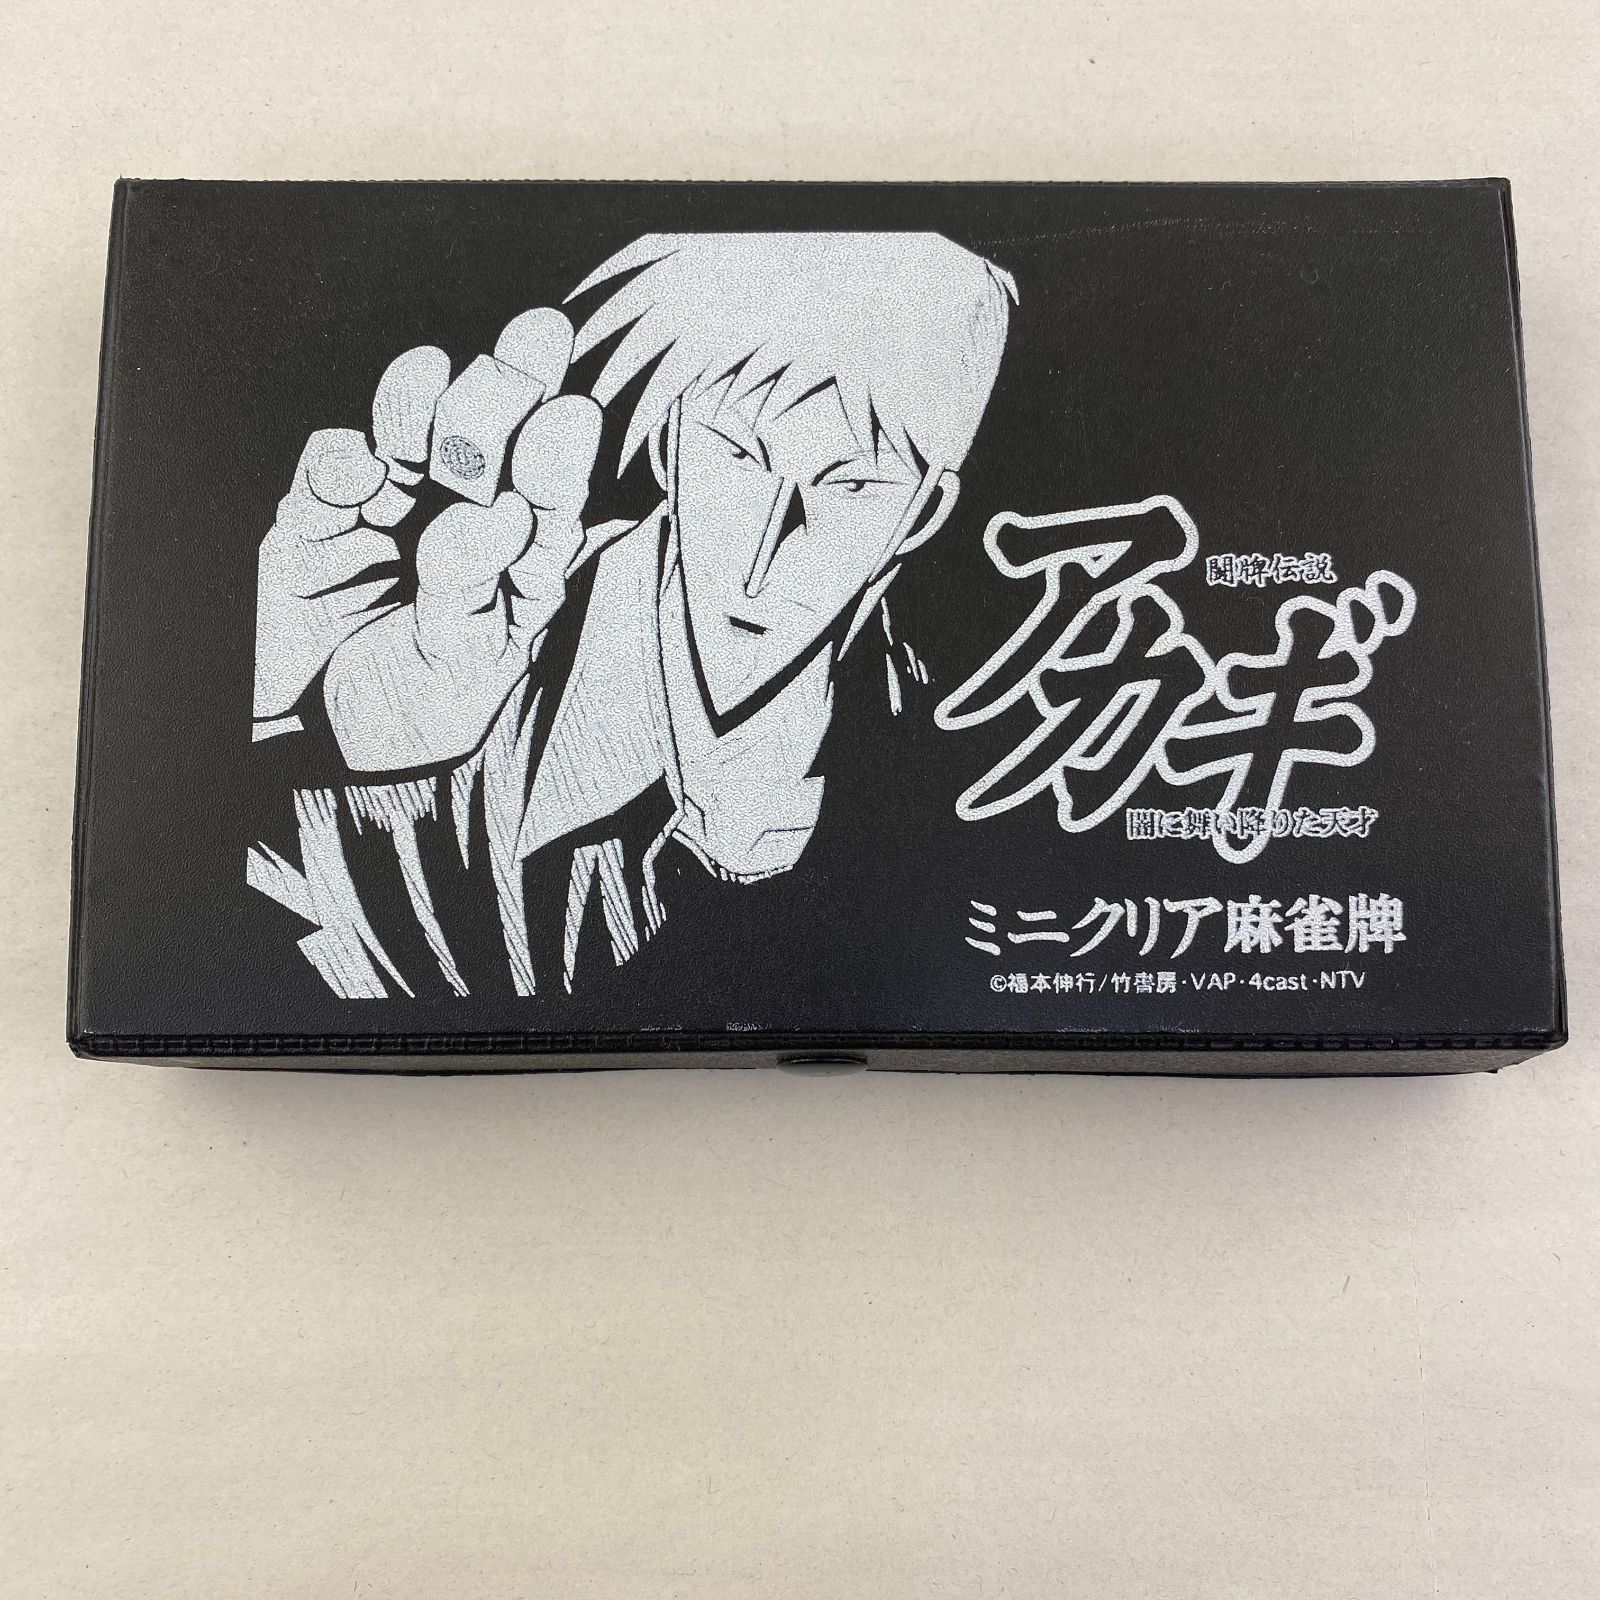 闘牌伝説
アカギ
闇に舞い降りた天才
ミニクリア麻雀牌
©福本伸行/竹書房・VAP・4cast・NTV